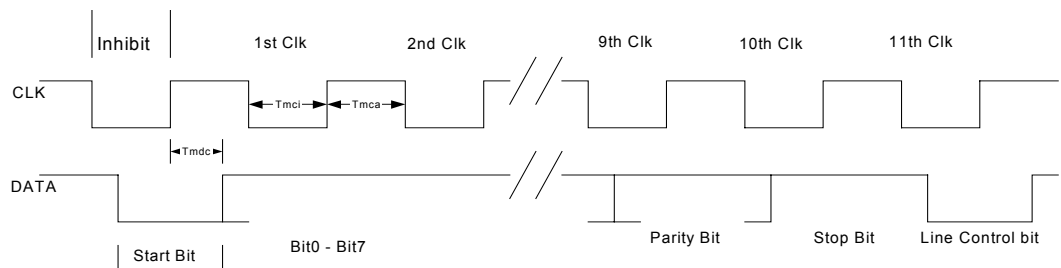 Inhibit 1st Clk 2nd Clk 9th Clk 10th Clk 11th Clk
CLK
Tmci Tmca
Tmdc
DATA
Start Bit Bit0 - Bit7 Parity Bit Stop Bit Line Control bit